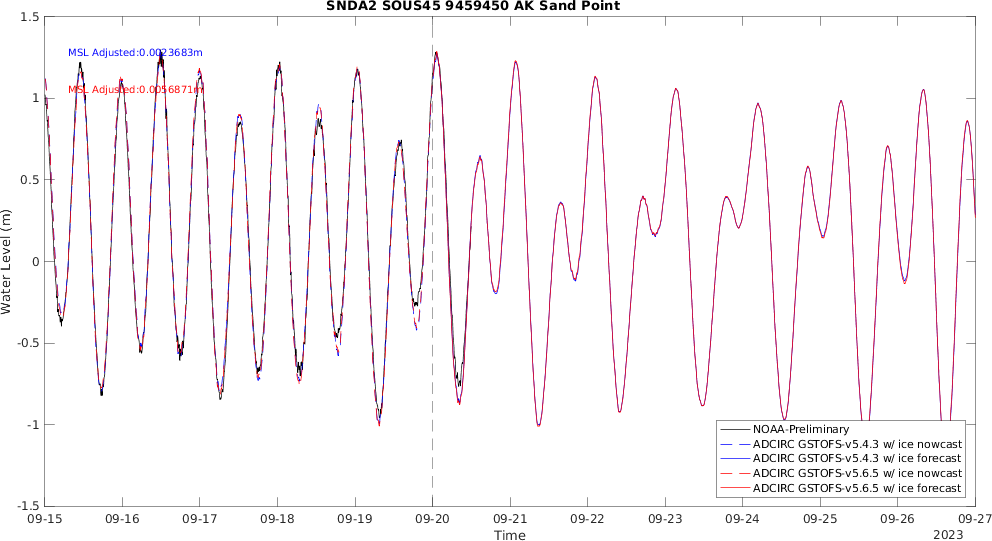 SNDA2 SOUS45 9459450 AK Sand Point
1.5
MSL Adjusted:0.0023683m
MSL Adjusted:0.0056871m
1
0.5
0
-0.5
-1
-1.5
Water Level (m)
NOAA-Preliminary
ADCIRC GSTOFS-v5.4.3 w/ ice nowcast
ADCIRC GSTOFS-v5.4.3 w/ ice forecast
ADCIRC GSTOFS-v5.6.5 w/ ice nowcast
ADCIRC GSTOFS-v5.6.5 w/ ice forecast
09-15 09-16 09-17 09-18 09-19 09-20 09-21 09-22 09-23 09-24 09-25 09-26 09-27
Time
2023